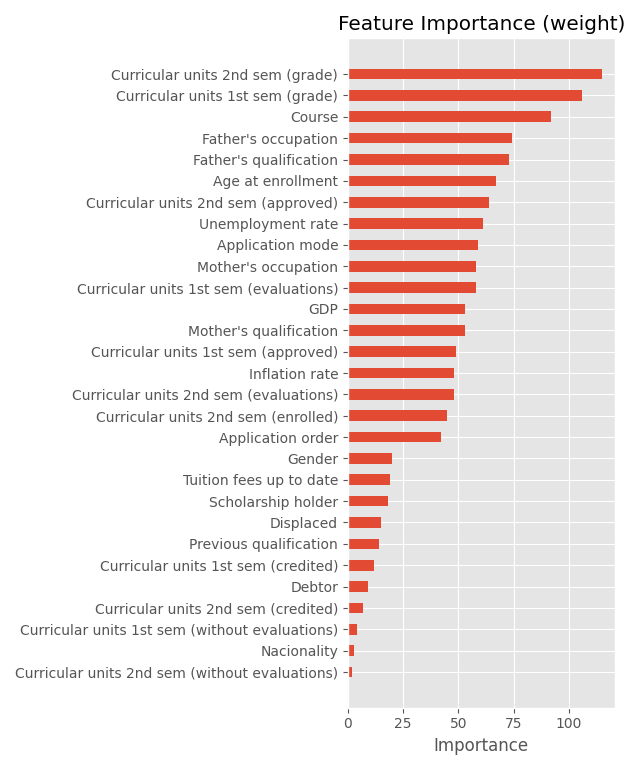 Feature Importance (weight)
Curricular units 2nd sem (grade)
Curricular units 1st sem (grade)
Course
Father's occupation
Father's qualification
Age at enrollment
Curricular units 2nd sem (approved)
Unemployment rate
Application mode
Mother's occupation
Curricular units 1st sem (evaluations)
GDP
Mother's qualification
Curricular units 1st sem (approved)
Inflation rate
Curricular units 2nd sem (evaluations)
Curricular units 2nd sem (enrolled)
Application order
Gender
Tuition fees up to date
Scholarship holder
Displaced
Previous qualification
Curricular units 1st sem (credited)
Debtor
Curricular units 2nd sem (credited)
Curricular units 1st sem (without evaluations)
Nacionality
Curricular units 2nd sem (without evaluations)
0 25 50 75 100
Importance